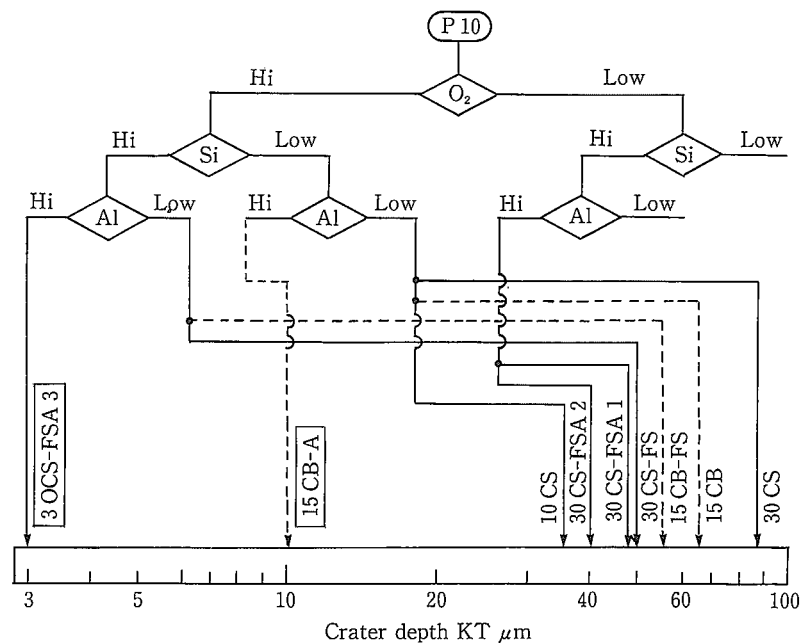 P 10
Hi
Low
O₂
Hi
Low
Hi
Low
Si
Si
Hi
Low
Hi
Low
Hi
Low
Al
Al
Al
3 OCS-FSA 3
15 CB-A
10 CS
30 CS-FSA 2
30 CS-FSA 1
30 CS-FS
15 CB-FS
15 CB
30 CS
3 5 10 20 40 60 80 100
Crater depth KT μm